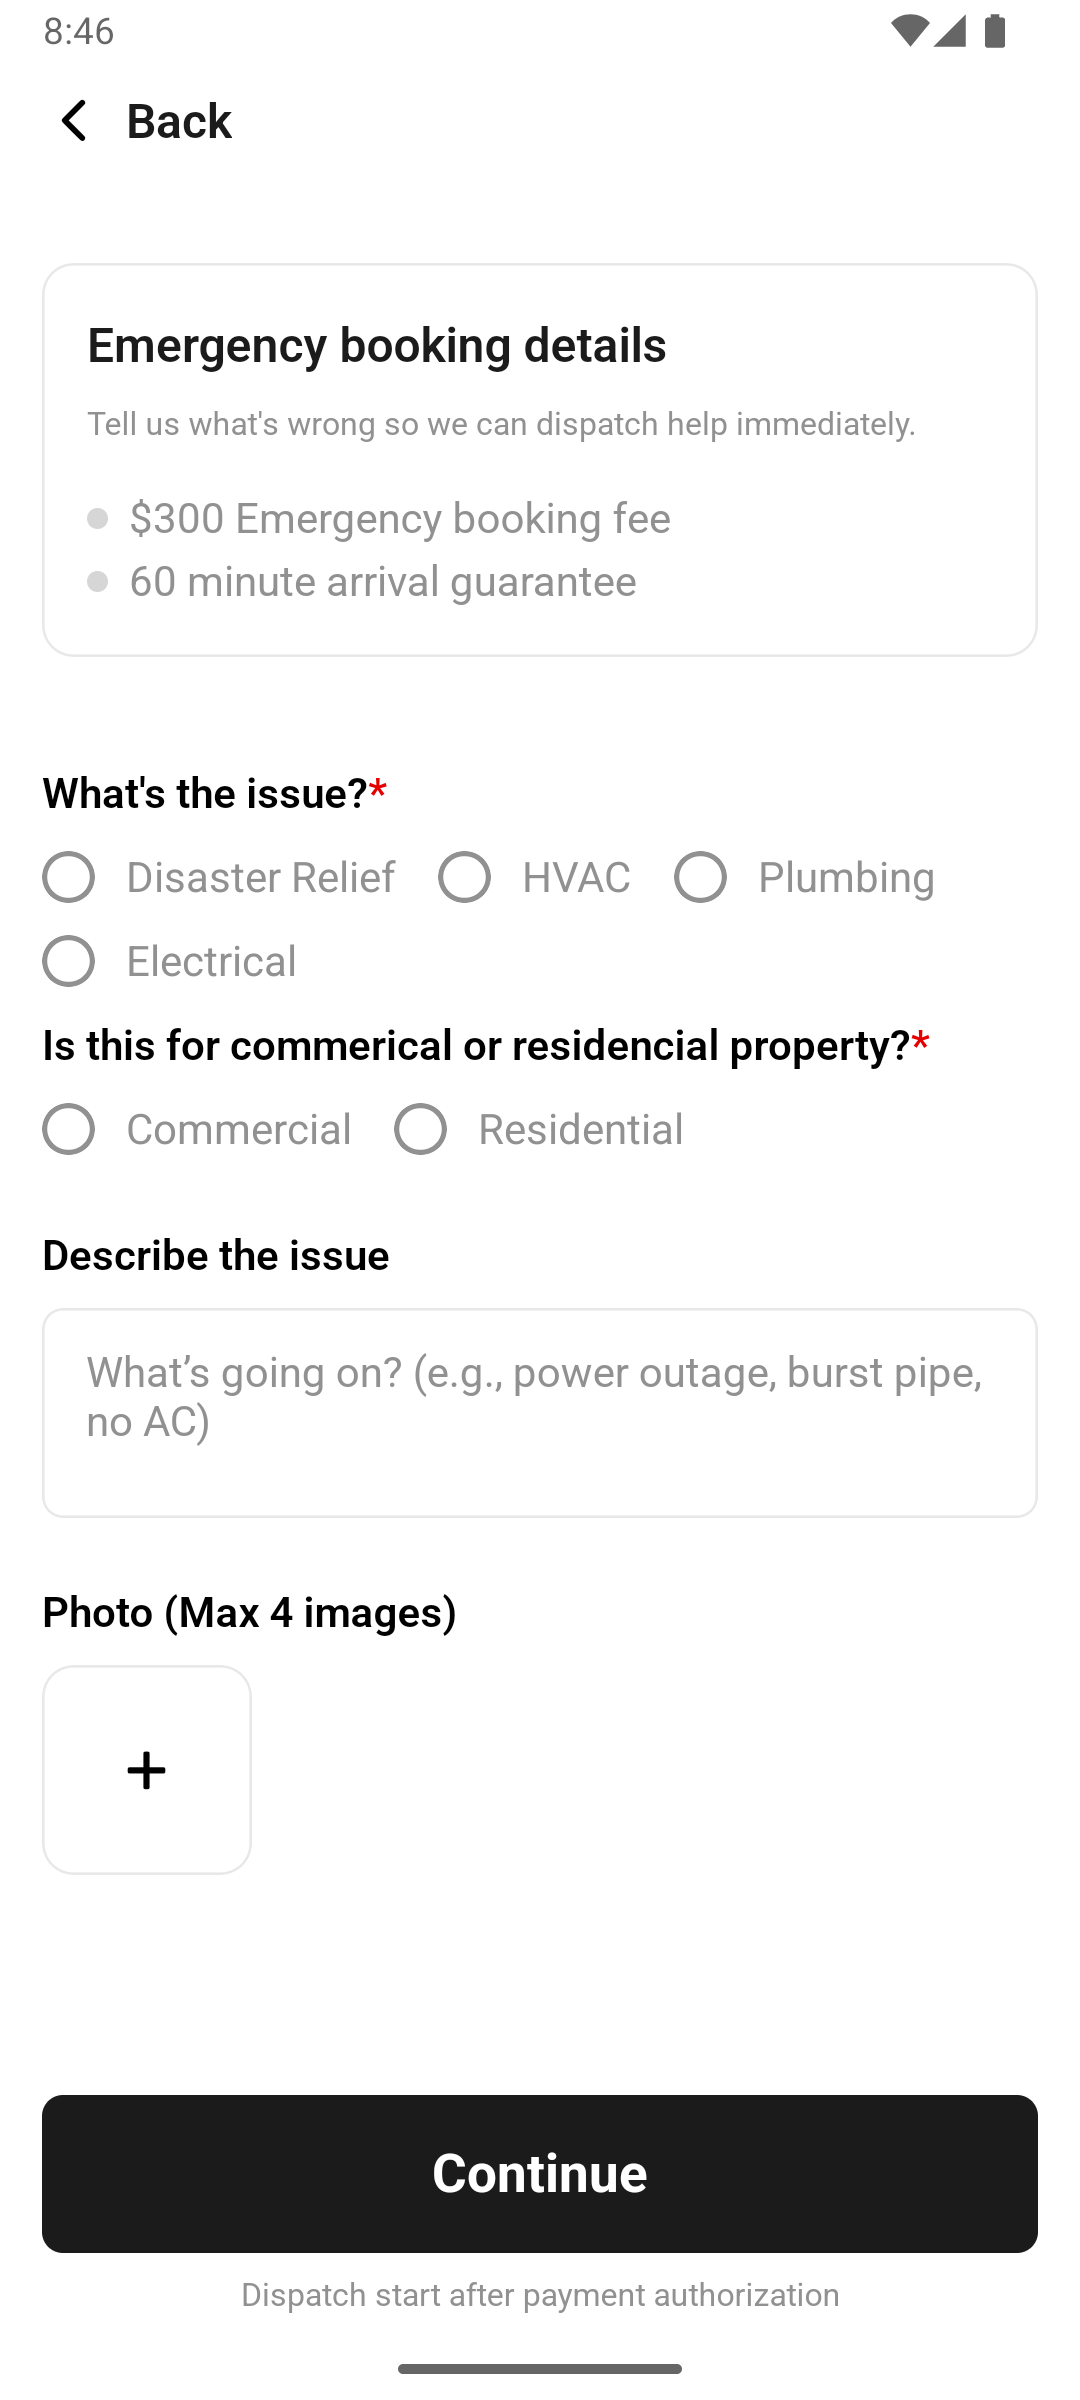 8:46
Back
Emergency booking details
Tell us what's wrong so we can dispatch help immediately.
$300 Emergency booking fee
60 minute arrival guarantee
What's the issue?*
Disaster Relief HVAC Plumbing
Electrical
Is this for commerical or residencial property?*
Commercial Residential
Describe the issue
What’s going on? (e.g., power outage, burst pipe,
no AC)
Photo (Max 4 images)
Continue
Dispatch start after payment authorization